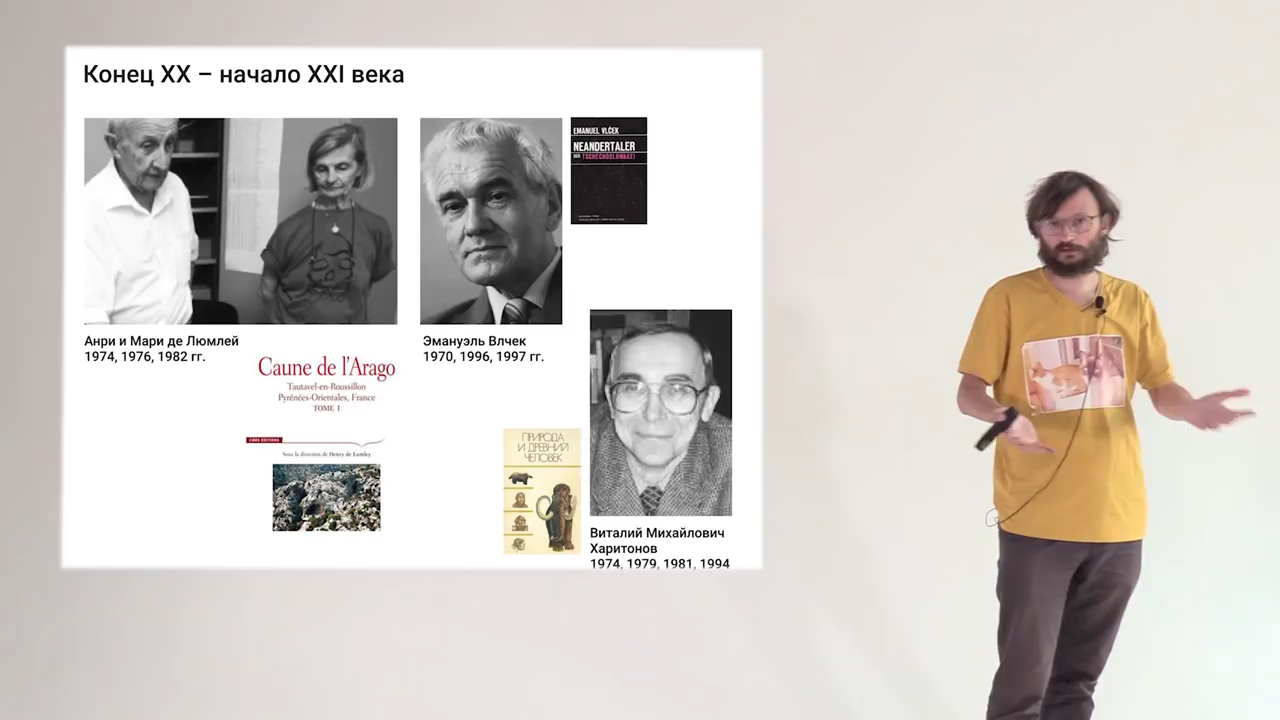 Конец XX – начало XXI века
EMANUEL VLČEK
NEANDERTALER
DER TSCHECHOSLOWAKEI
Анри и Мари де Люмлей
1974, 1976, 1982 гг.
Эмануэль Влчек
1970, 1996, 1997 гг.
Caune de l'Arago
Tautavel-en-Roussillon
Pyrénées-Orientales, France
TOME I
CNRS EDITIONS
Sous la direction de Henry de Lumley
ПРИРОДА
И ДРЕВНИЙ
ЧЕЛОВЕК
Виталий Михайлович
Харитонов
1974, 1979, 1981, 1994